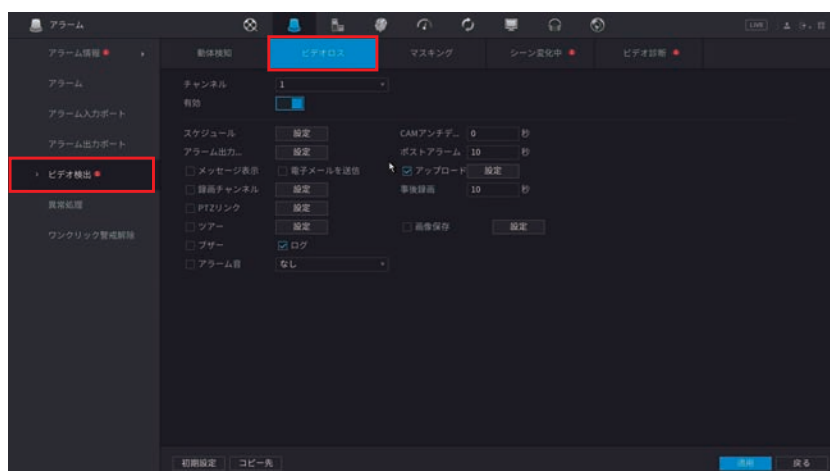 アラーム
LIVE
アラーム情報
動体検知
ビデオロス
マスキング
シーン変化中
ビデオ診断
アラーム
チャンネル 1
アラーム入力ポート
有効
アラーム出力ポート
スケジュール 設定 CAMアンチデ... 0 秒
アラーム出力... 設定 ポストアラーム 10 秒
ビデオ検出
メッセージ表示 電子メールを送信 アップロード 設定
録画チャンネル 設定 事後録画 10 秒
異常処理
PTZリンク 設定
ツアー 設定 画像保存 設定
ワンクリック警戒解除
ブザー ログ
アラーム音 なし
初期設定 コピー先 適用 戻る